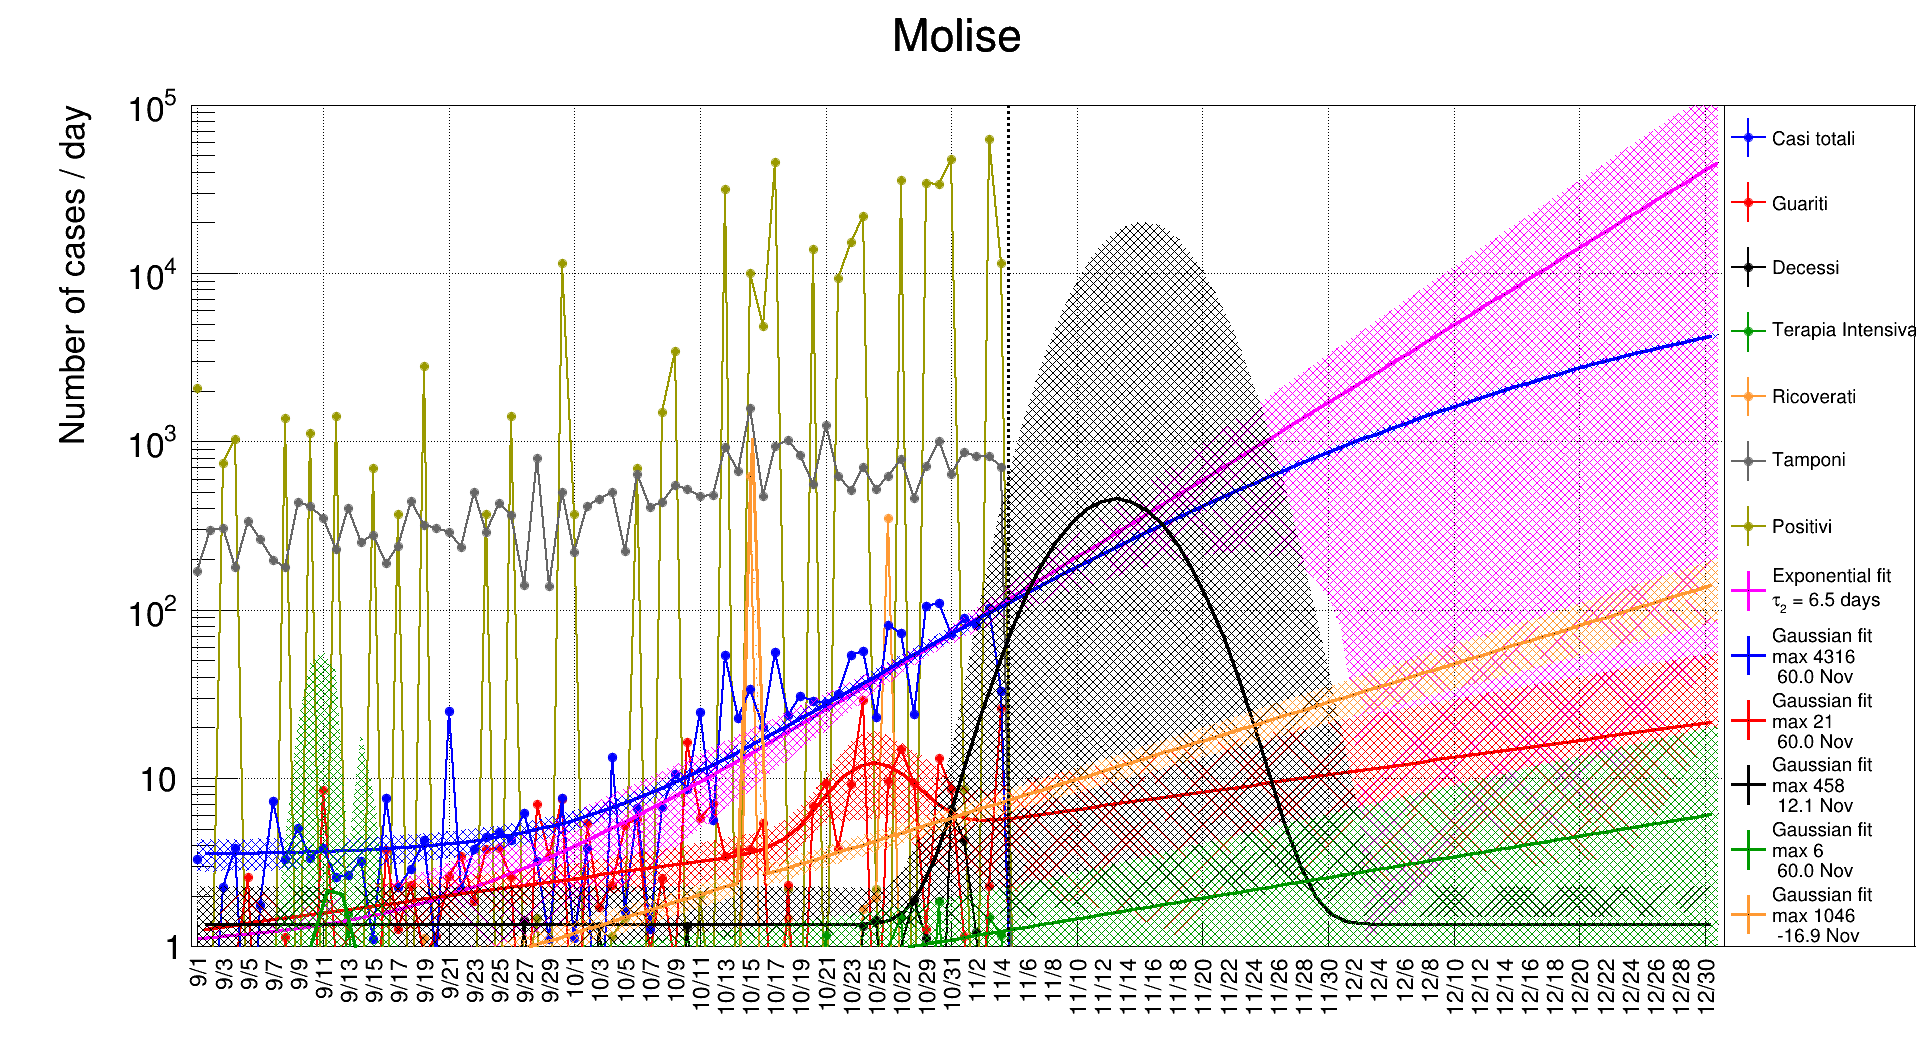 Molise
Number of cases / day
10^5
10^4
10^3
10^2
10
1
9/1
9/3
9/5
9/7
9/9
9/11
9/13
9/15
9/17
9/19
9/21
9/23
9/25
9/27
9/29
10/1
10/3
10/5
10/7
10/9
10/11
10/13
10/15
10/17
10/19
10/21
10/23
10/25
10/27
10/29
10/31
11/2
11/4
11/6
11/8
11/10
11/12
11/14
11/16
11/18
11/20
11/22
11/24
11/26
11/28
11/30
12/2
12/4
12/6
12/8
12/10
12/12
12/14
12/16
12/18
12/20
12/22
12/24
12/26
12/28
12/30
Casi totali
Guariti
Decessi
Terapia Intensiva
Ricoverati
Tamponi
Positivi
Exponential fit
τ₂ = 6.5 days
Gaussian fit
max 4316
60.0 Nov
Gaussian fit
max 21
60.0 Nov
Gaussian fit
max 458
12.1 Nov
Gaussian fit
max 6
60.0 Nov
Gaussian fit
max 1046
-16.9 Nov